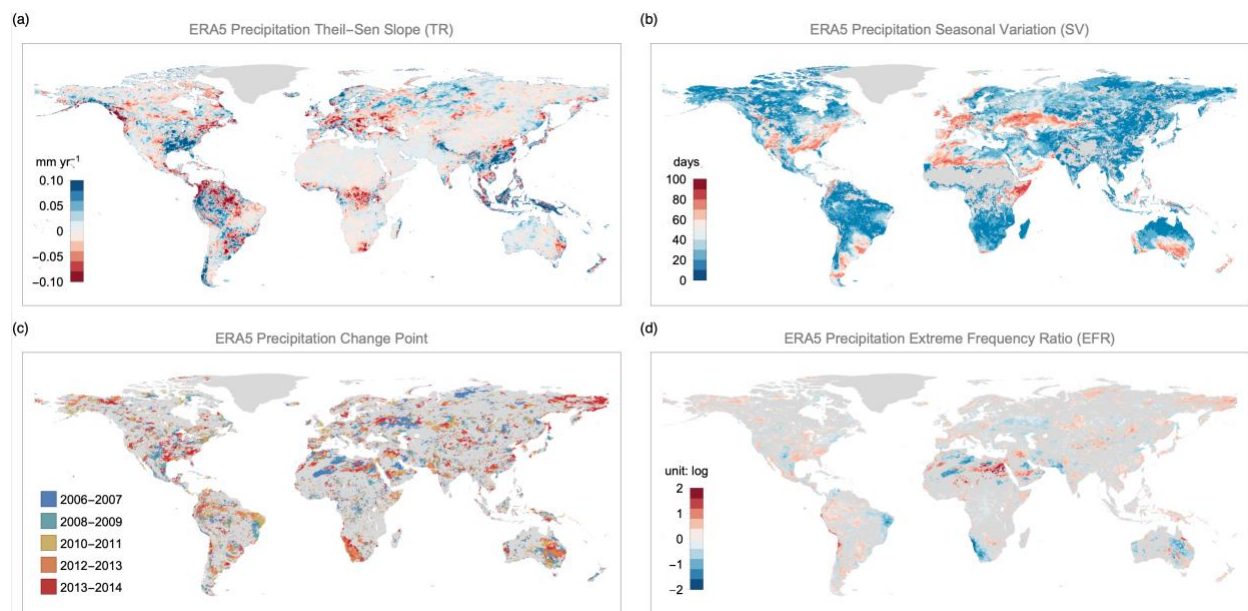 (a)
ERA5 Precipitation Theil–Sen Slope (TR)
mm yr⁻¹
0.10
0.05
0
−0.05
−0.10
(b)
ERA5 Precipitation Seasonal Variation (SV)
days
100
80
60
40
20
0
(c)
ERA5 Precipitation Change Point
2006−2007
2008−2009
2010−2011
2012−2013
2013−2014
(d)
ERA5 Precipitation Extreme Frequency Ratio (EFR)
unit: log
2
1
0
−1
−2